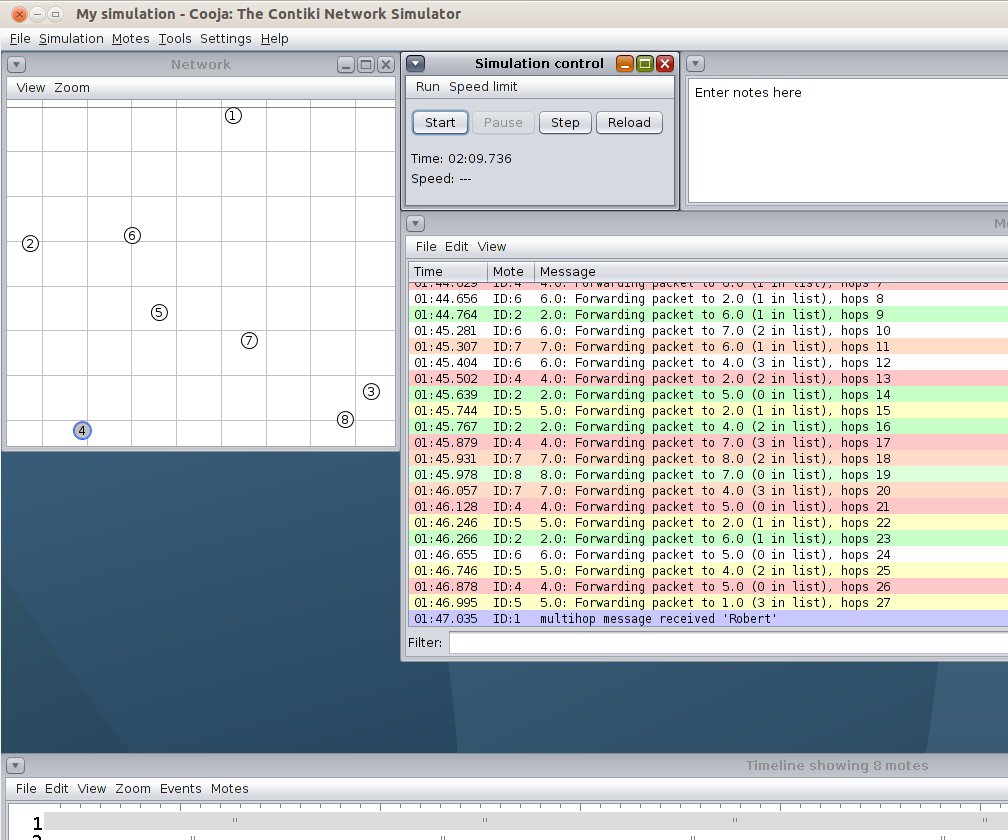 My simulation - Cooja: The Contiki Network Simulator
File Simulation Motes Tools Settings Help
Network
View Zoom
1
2
6
5
7
3
8
4
Simulation control
Run Speed limit
Start Pause Step Reload
Time: 02:09.736
Speed: ---
Enter notes here
File Edit View
Time Mote Message
01:44.629 ID:4 4.0: Forwarding packet to 6.0 (1 in list), hops 7
01:44.656 ID:6 6.0: Forwarding packet to 2.0 (1 in list), hops 8
01:44.764 ID:2 2.0: Forwarding packet to 6.0 (1 in list), hops 9
01:45.281 ID:6 6.0: Forwarding packet to 7.0 (2 in list), hops 10
01:45.307 ID:7 7.0: Forwarding packet to 6.0 (1 in list), hops 11
01:45.404 ID:6 6.0: Forwarding packet to 4.0 (3 in list), hops 12
01:45.502 ID:4 4.0: Forwarding packet to 2.0 (2 in list), hops 13
01:45.639 ID:2 2.0: Forwarding packet to 5.0 (0 in list), hops 14
01:45.744 ID:5 5.0: Forwarding packet to 2.0 (1 in list), hops 15
01:45.767 ID:2 2.0: Forwarding packet to 4.0 (2 in list), hops 16
01:45.879 ID:4 4.0: Forwarding packet to 7.0 (3 in list), hops 17
01:45.931 ID:7 7.0: Forwarding packet to 8.0 (2 in list), hops 18
01:45.978 ID:8 8.0: Forwarding packet to 7.0 (0 in list), hops 19
01:46.057 ID:7 7.0: Forwarding packet to 4.0 (3 in list), hops 20
01:46.128 ID:4 4.0: Forwarding packet to 5.0 (0 in list), hops 21
01:46.246 ID:5 5.0: Forwarding packet to 2.0 (1 in list), hops 22
01:46.266 ID:2 2.0: Forwarding packet to 6.0 (1 in list), hops 23
01:46.655 ID:6 6.0: Forwarding packet to 5.0 (0 in list), hops 24
01:46.746 ID:5 5.0: Forwarding packet to 4.0 (2 in list), hops 25
01:46.878 ID:4 4.0: Forwarding packet to 5.0 (0 in list), hops 26
01:46.995 ID:5 5.0: Forwarding packet to 1.0 (3 in list), hops 27
01:47.035 ID:1 multihop message received 'Robert'
Filter:
Timeline showing 8 motes
File Edit View Zoom Events Motes
1